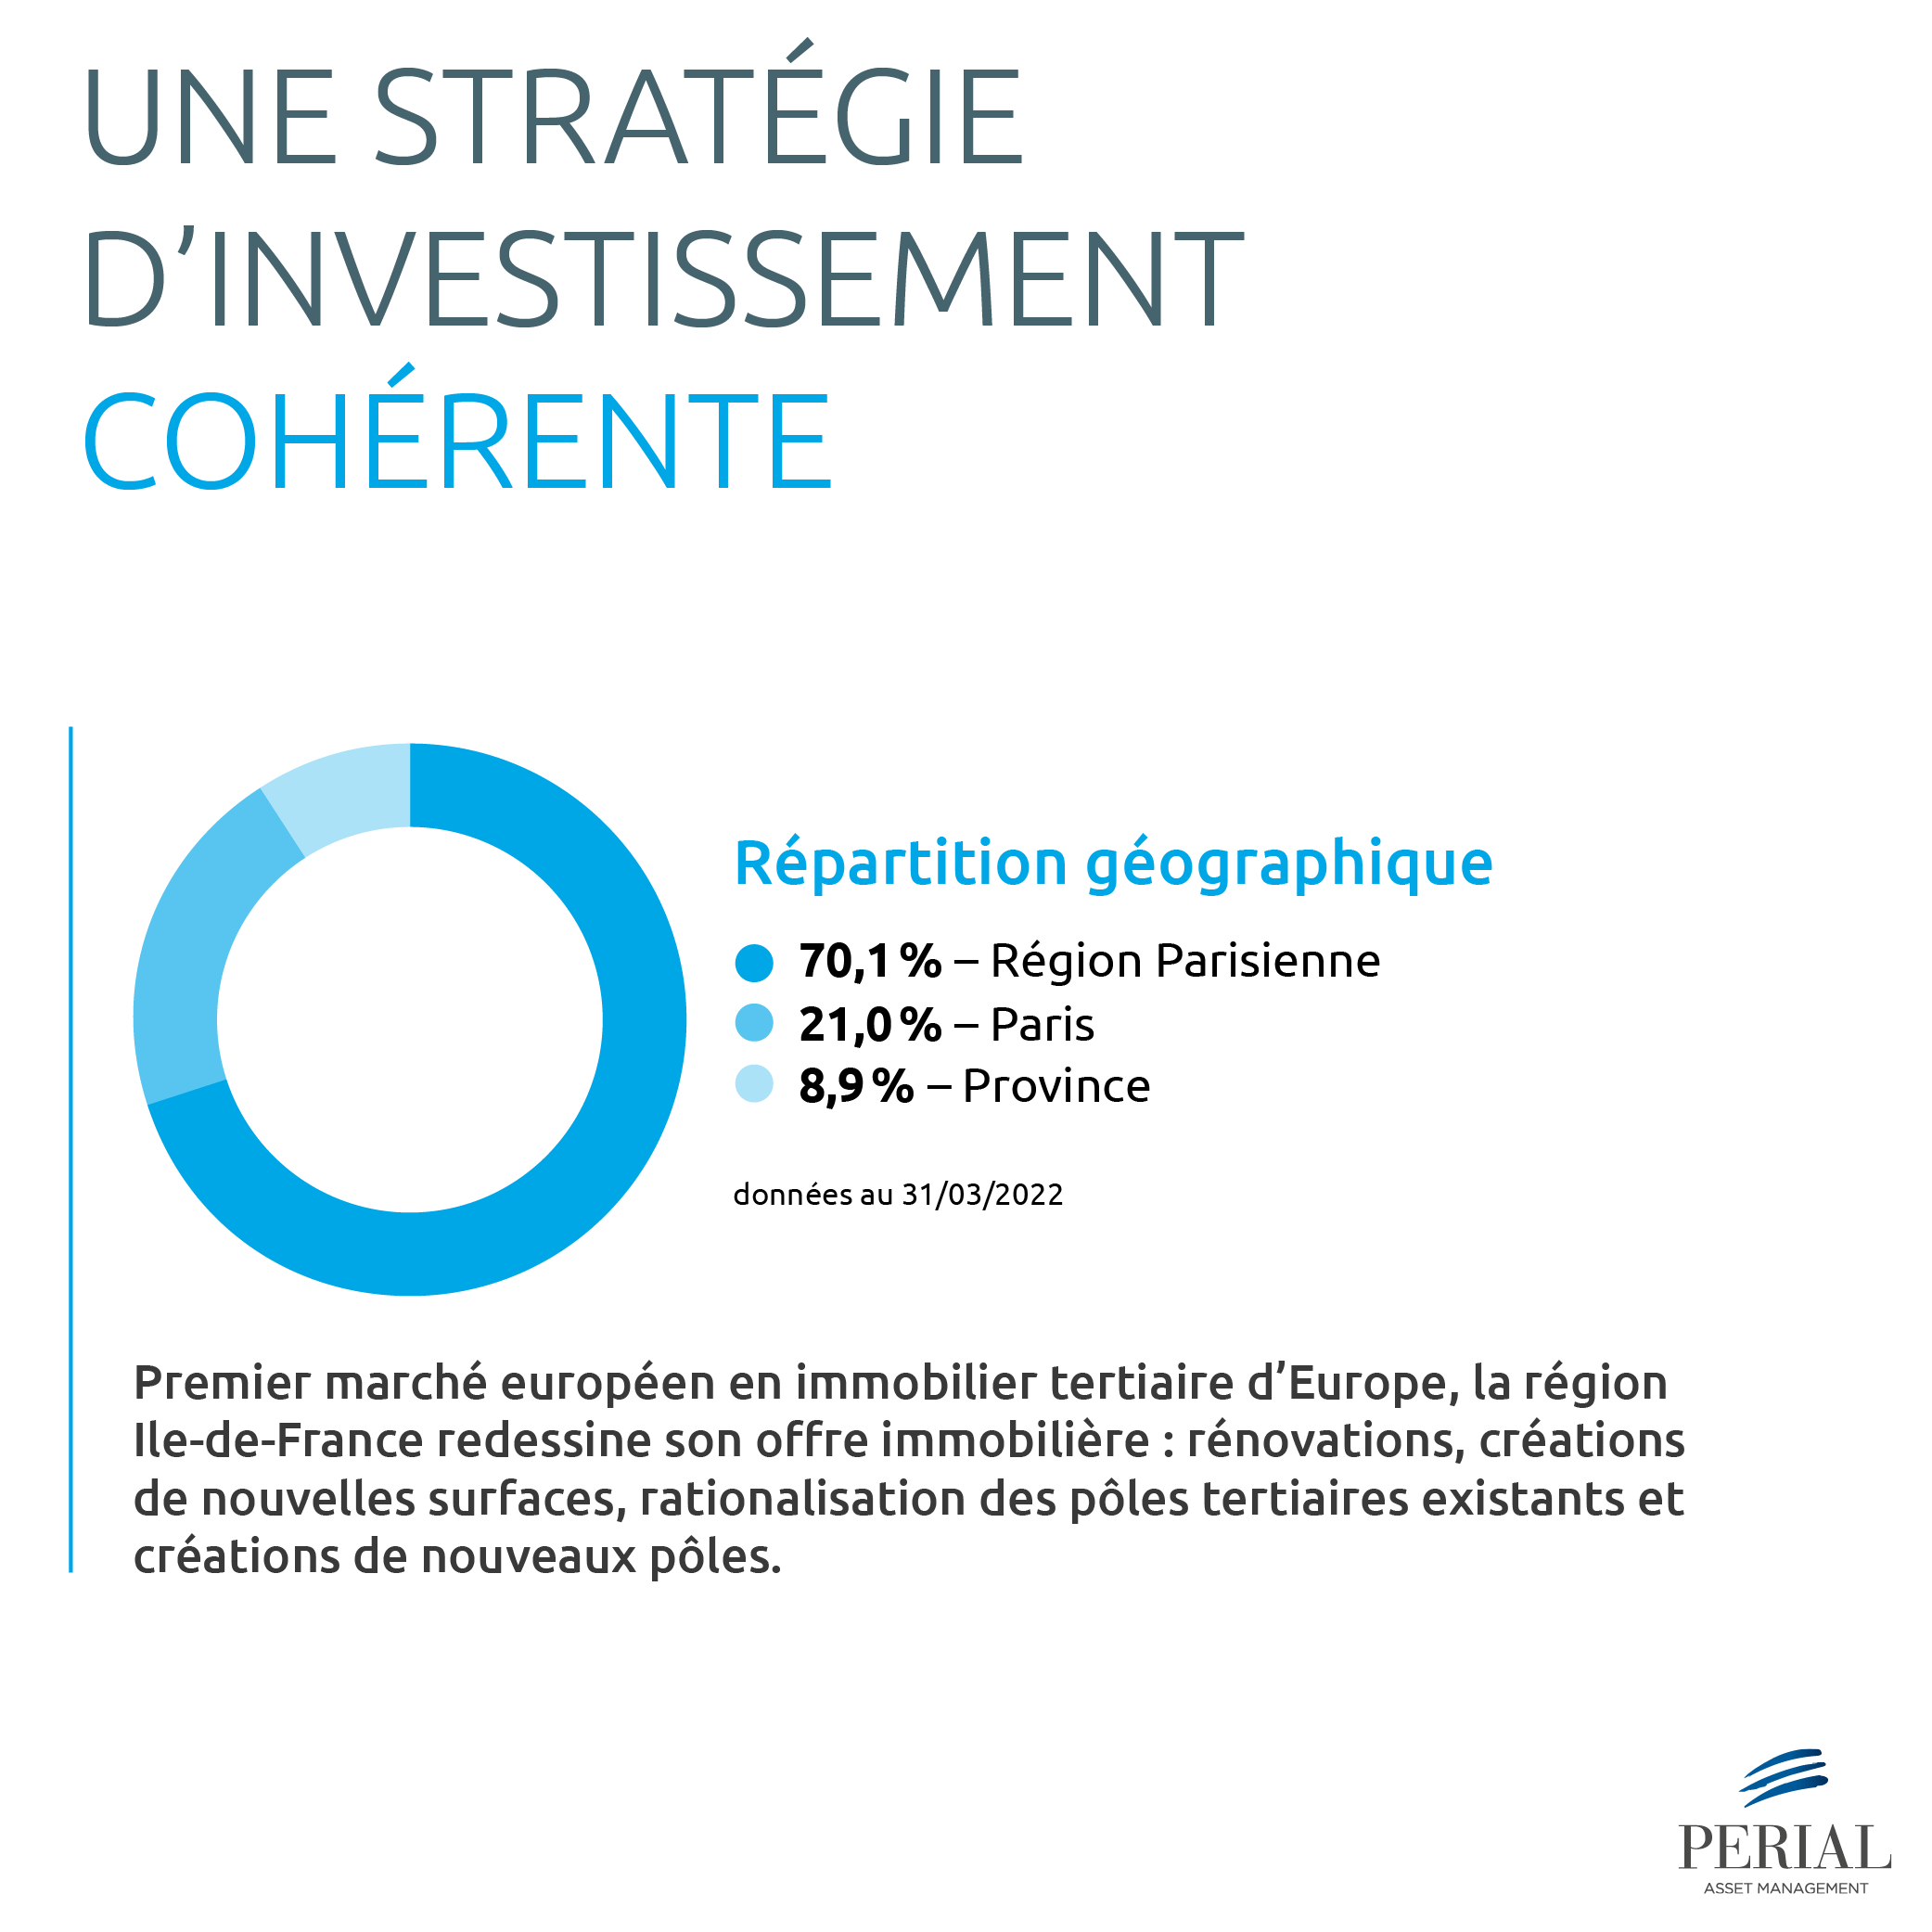 UNE STRATÉGIE
D’INVESTISSEMENT
COHÉRENTE
Répartition géographique
70,1 % – Région Parisienne
21,0 % – Paris
8,9 % – Province
données au 31/03/2022
Premier marché européen en immobilier tertiaire d’Europe, la région
Ile-de-France redessine son offre immobilière : rénovations, créations
de nouvelles surfaces, rationalisation des pôles tertiaires existants et
créations de nouveaux pôles.
PERIAL
ASSET MANAGEMENT